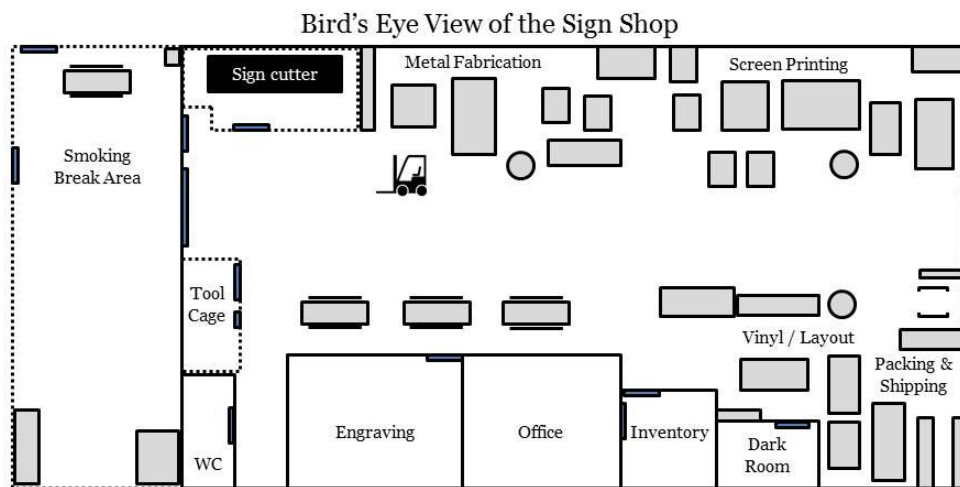 Bird's Eye View of the Sign Shop
Sign cutter
Metal Fabrication
Screen Printing
Smoking
Break Area
Tool
Cage
Vinyl / Layout
Packing &
Shipping
Engraving
Office
Inventory
Dark
Room
WC